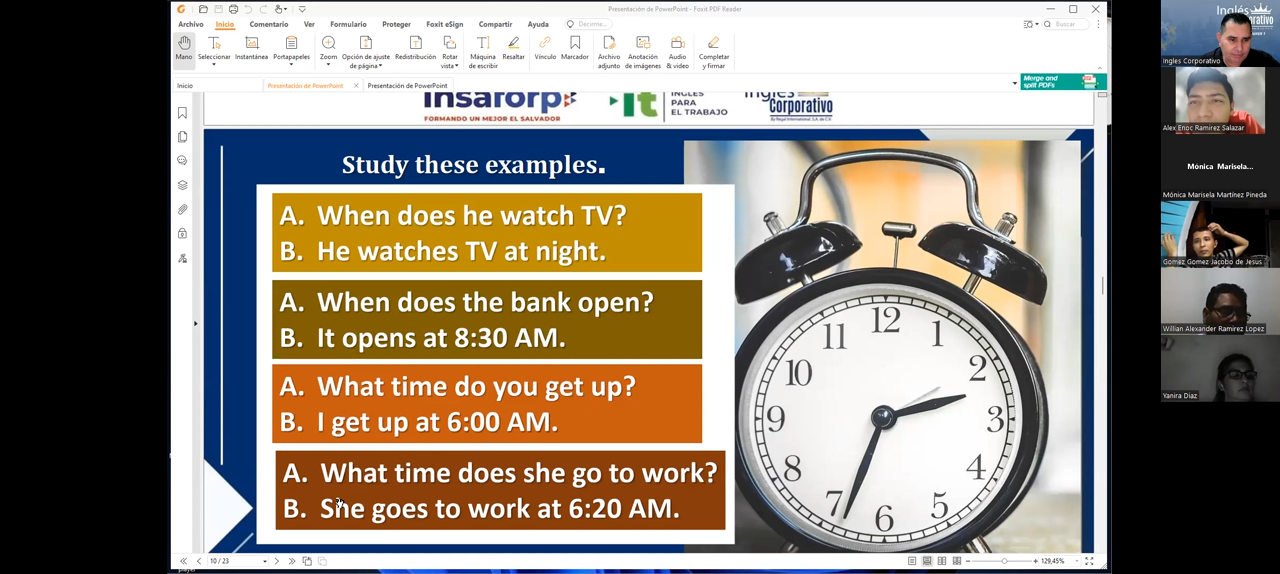 Presentación de PowerPoint - Foxit PDF Reader
Archivo Inicio Comentario Ver Formulario Proteger Foxit eSign Compartir Ayuda Decirme... Buscar
Mano Seleccionar Instantánea Portapapeles Zoom Opción de ajuste de página Redistribución Rotar vista Máquina de escribir Resaltar Vínculo Marcador Archivo adjunto Anotación de imágenes Audio & vídeo Completar y firmar
Inicio Presentación de PowerPoint Presentación de PowerPoint
Merge and split PDFs
insaforp
FORMANDO UN MEJOR EL SALVADOR
it
INGLÉS PARA EL TRABAJO
Inglés Corporativo
Study these examples.
A. When does he watch TV?
B. He watches TV at night.
A. When does the bank open?
B. It opens at 8:30 AM.
A. What time do you get up?
B. I get up at 6:00 AM.
A. What time does she go to work?
B. She goes to work at 6:20 AM.
12
1
2
3
4
5
6
7
8
9
10
11
10 / 23
129,45%
Ingles Corporativo
Alex Enoc Ramirez Salazar
Mónica Marisela...
Mónica Marisela Martínez Pineda
Gomez Gomez Jacobo de Jesus
Willian Alexander Ramirez Lopez
Yanira Diaz